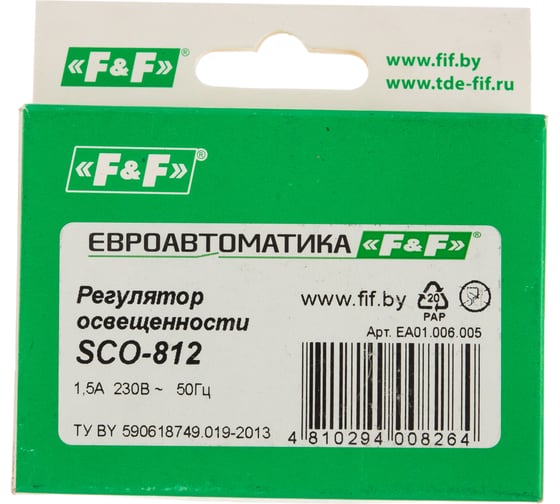 «F&F»®
www.fif.by
www.tde-fif.ru
«F&F»®
ЕВРОАВТОМАТИКА «F&F»®
Регулятор
освещенности
SCO-812
1,5А 230В ~ 50Гц
ТУ BY 590618749.019-2013
www.fif.by
20
PAP
Арт. EA01.006.005
4 810294 008264